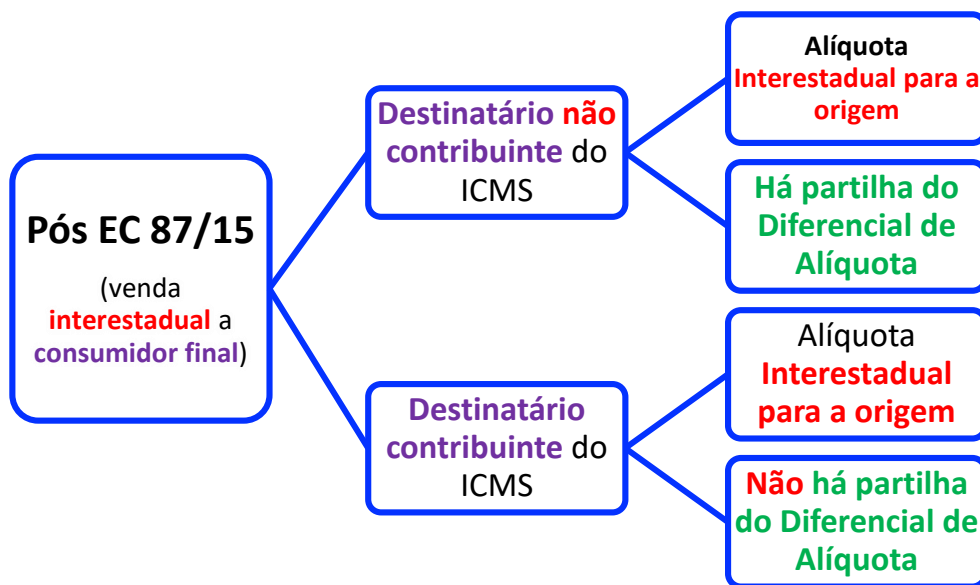 Pós EC 87/15
(venda
interestadual a
consumidor final)
Destinatário não
contribuinte do
ICMS
Alíquota
Interestadual para a
origem
Há partilha do
Diferencial de
Alíquota
Destinatário
contribuinte do
ICMS
Alíquota
Interestadual
para a origem
Não há partilha
do Diferencial de
Alíquota